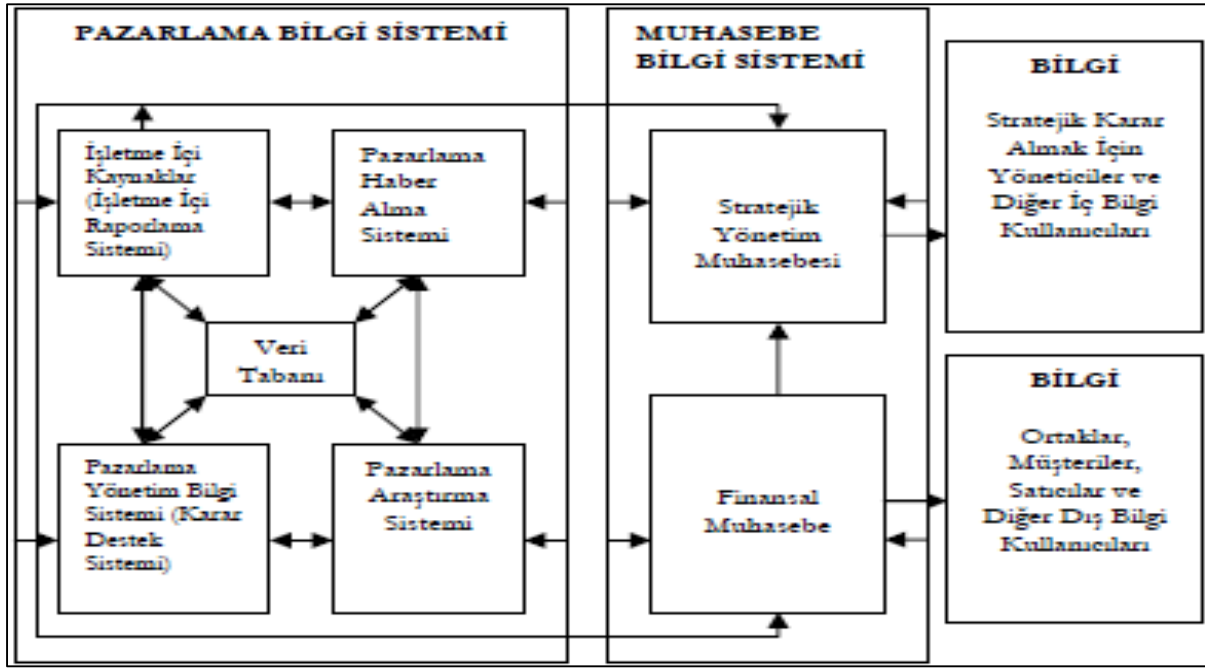 PAZARLAMA BİLGİ SİSTEMİ
İşletme İçi
Kaynaklar
(İşletme İçi
Raporlama
Sistemi)
Pazarlama
Haber
Alma
Sistemi
Veri
Tabanı
Pazarlama
Yönetim Bilgi
Sistemi (Karar
Destek
Sistemi)
Pazarlama
Araştırma
Sistemi
MUHASEBE
BİLGİ SİSTEMİ
Stratejik
Yönetim
Muhasebesi
Finansal
Muhasebe
BİLGİ
Stratejik Karar
Almak İçin
Yöneticiler ve
Diğer İç Bilgi
Kullanıcıları
BİLGİ
Ortaklar,
Müşteriler,
Satıcılar ve
Diğer Dış Bilgi
Kullanıcıları